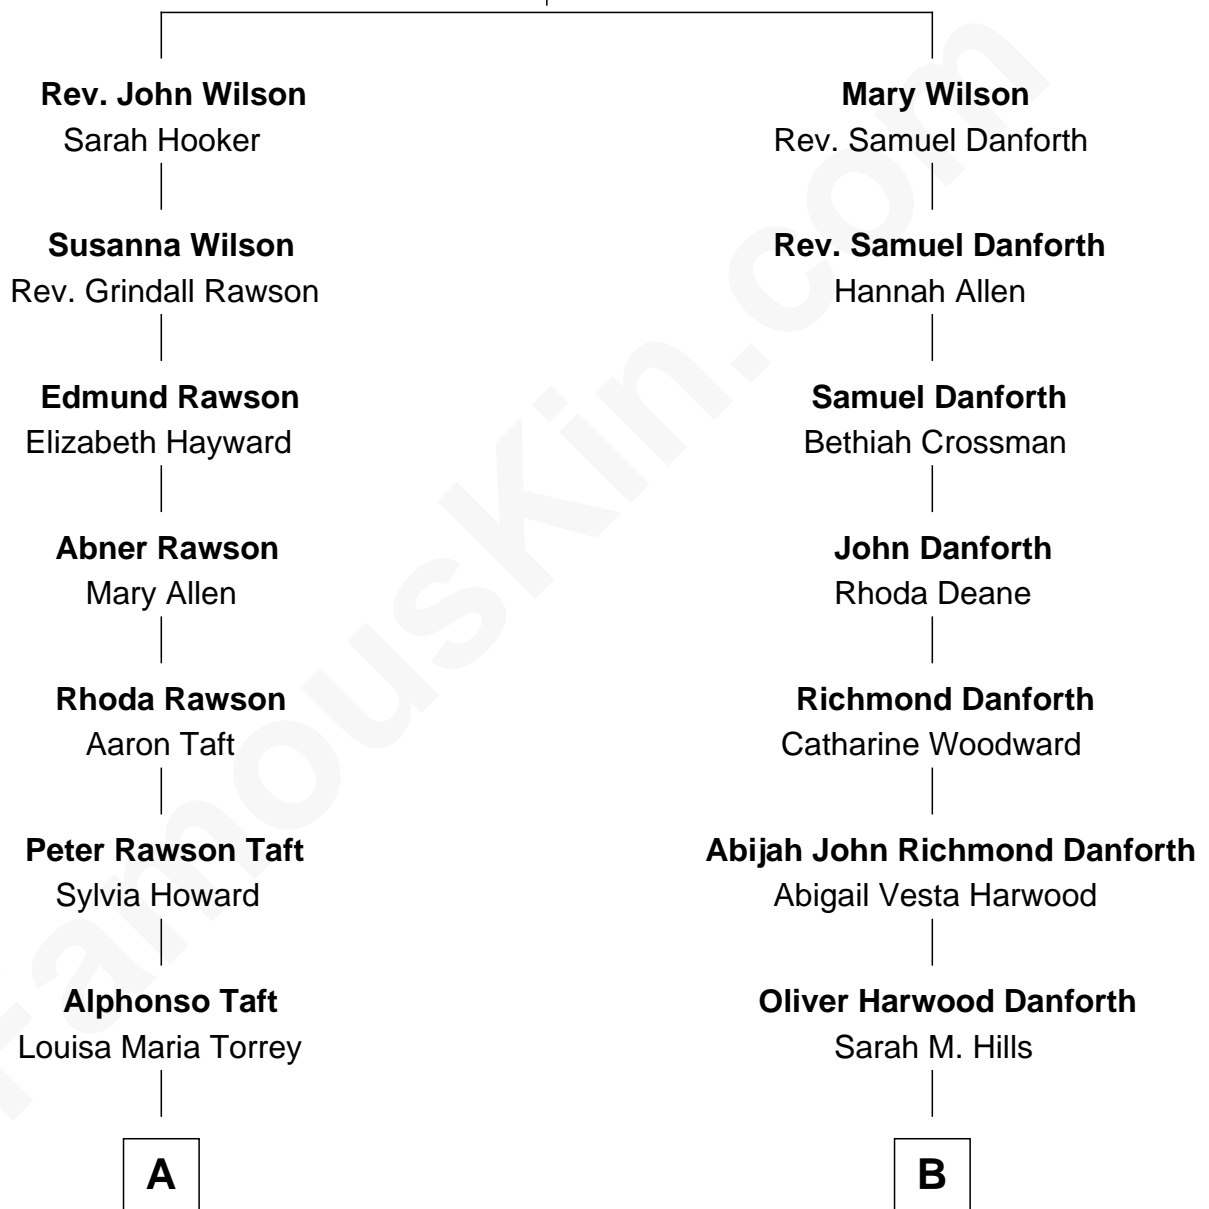 Rev. John Wilson
Sarah Hooker
Susanna Wilson
Rev. Grindall Rawson
Edmund Rawson
Elizabeth Hayward
Abner Rawson
Mary Allen
Rhoda Rawson
Aaron Taft
Peter Rawson Taft
Sylvia Howard
Alphonso Taft
Louisa Maria Torrey
A
Mary Wilson
Rev. Samuel Danforth
Rev. Samuel Danforth
Hannah Allen
Samuel Danforth
Bethiah Crossman
John Danforth
Rhoda Deane
Richmond Danforth
Catharine Woodward
Abijah John Richmond Danforth
Abigail Vesta Harwood
Oliver Harwood Danforth
Sarah M. Hills
B
FamousKin.com